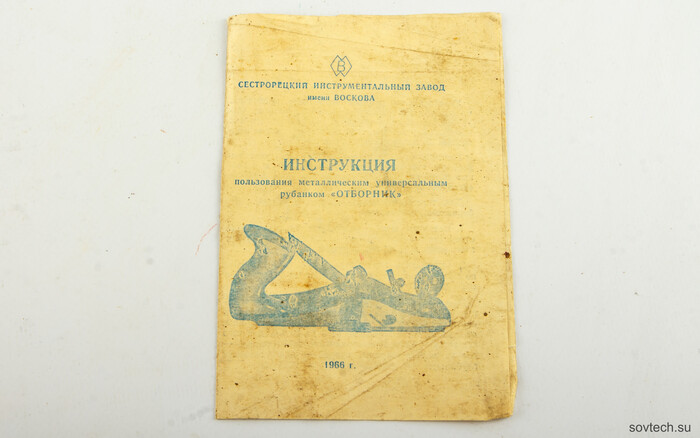 СЕСТРОРЕЦКИЙ ИНСТРУМЕНТАЛЬНЫЙ ЗАВОД
имени ВОСКОВА
ИНСТРУКЦИЯ
пользования металлическим универсальным
рубанком «ОТБОРНИК»
1966 г.
sovtech.su